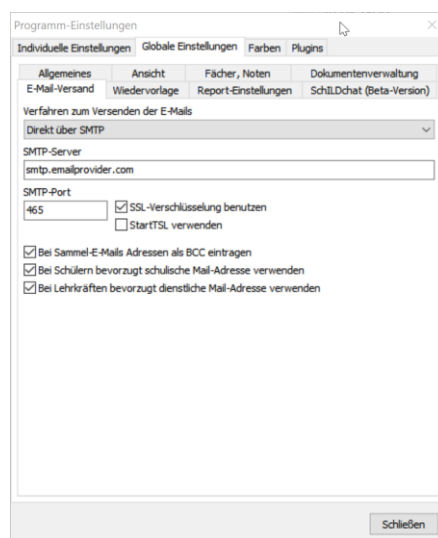 Programm-Einstellungen
Individuelle Einstellungen Globale Einstellungen Farben Plugins
Allgemeines Ansicht Fächer, Noten Dokumentenverwaltung
E-Mail-Versand Wiedervorlage Report-Einstellungen SchILDchat (Beta-Version)
Verfahren zum Versenden der E-Mails
Direkt über SMTP
SMTP-Server
smtp.emailprovider.com
SMTP-Port
465 SSL-Verschlüsselung benutzen
StartTSL verwenden
Bei Sammel-E-Mails Adressen als BCC eintragen
Bei Schülern bevorzugt schulische Mail-Adresse verwenden
Bei Lehrkräften bevorzugt dienstliche Mail-Adresse verwenden
Schließen